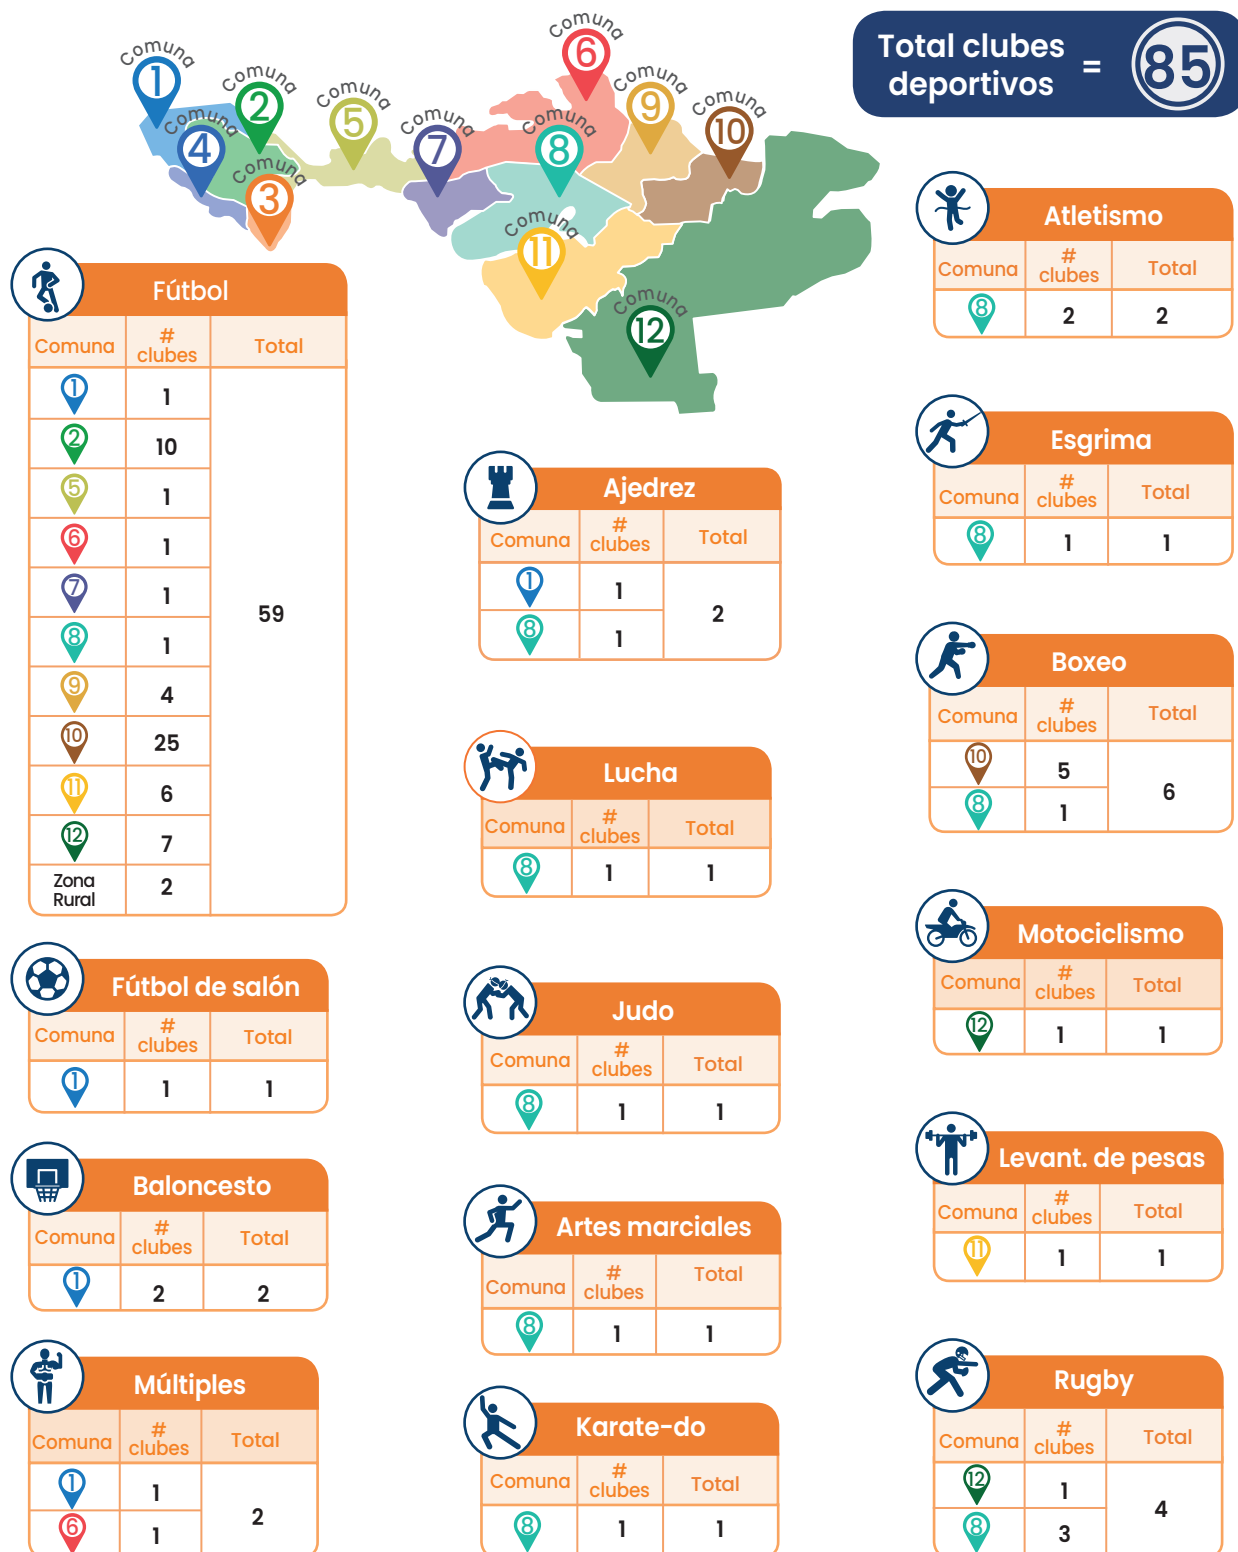 Comuna
1
Comuna
2
Comuna
4
Comuna
3
Comuna
5
Comuna
7
Comuna
6
Comuna
8
Comuna
9
Comuna
10
Comuna
11
Comuna
12
Total clubes
deportivos = 85
Fútbol
Comuna # clubes Total
1 1
2 10
5 1
6 1
7 1
8 1
9 4
10 25
11 6
12 7
Zona Rural 2
59
Fútbol de salón
Comuna # clubes Total
1 1 1
Baloncesto
Comuna # clubes Total
1 2 2
Múltiples
Comuna # clubes Total
1 1
6 1
2
Ajedrez
Comuna # clubes Total
1 1
8 1
2
Lucha
Comuna # clubes Total
8 1 1
Judo
Comuna # clubes Total
8 1 1
Artes marciales
Comuna # clubes Total
8 1 1
Karate-do
Comuna # clubes Total
8 1 1
Atletismo
Comuna # clubes Total
8 2 2
Esgrima
Comuna # clubes Total
8 1 1
Boxeo
Comuna # clubes Total
10 5
8 1
6
Motociclismo
Comuna # clubes Total
12 1 1
Levant. de pesas
Comuna # clubes Total
11 1 1
Rugby
Comuna # clubes Total
12 1
8 3
4